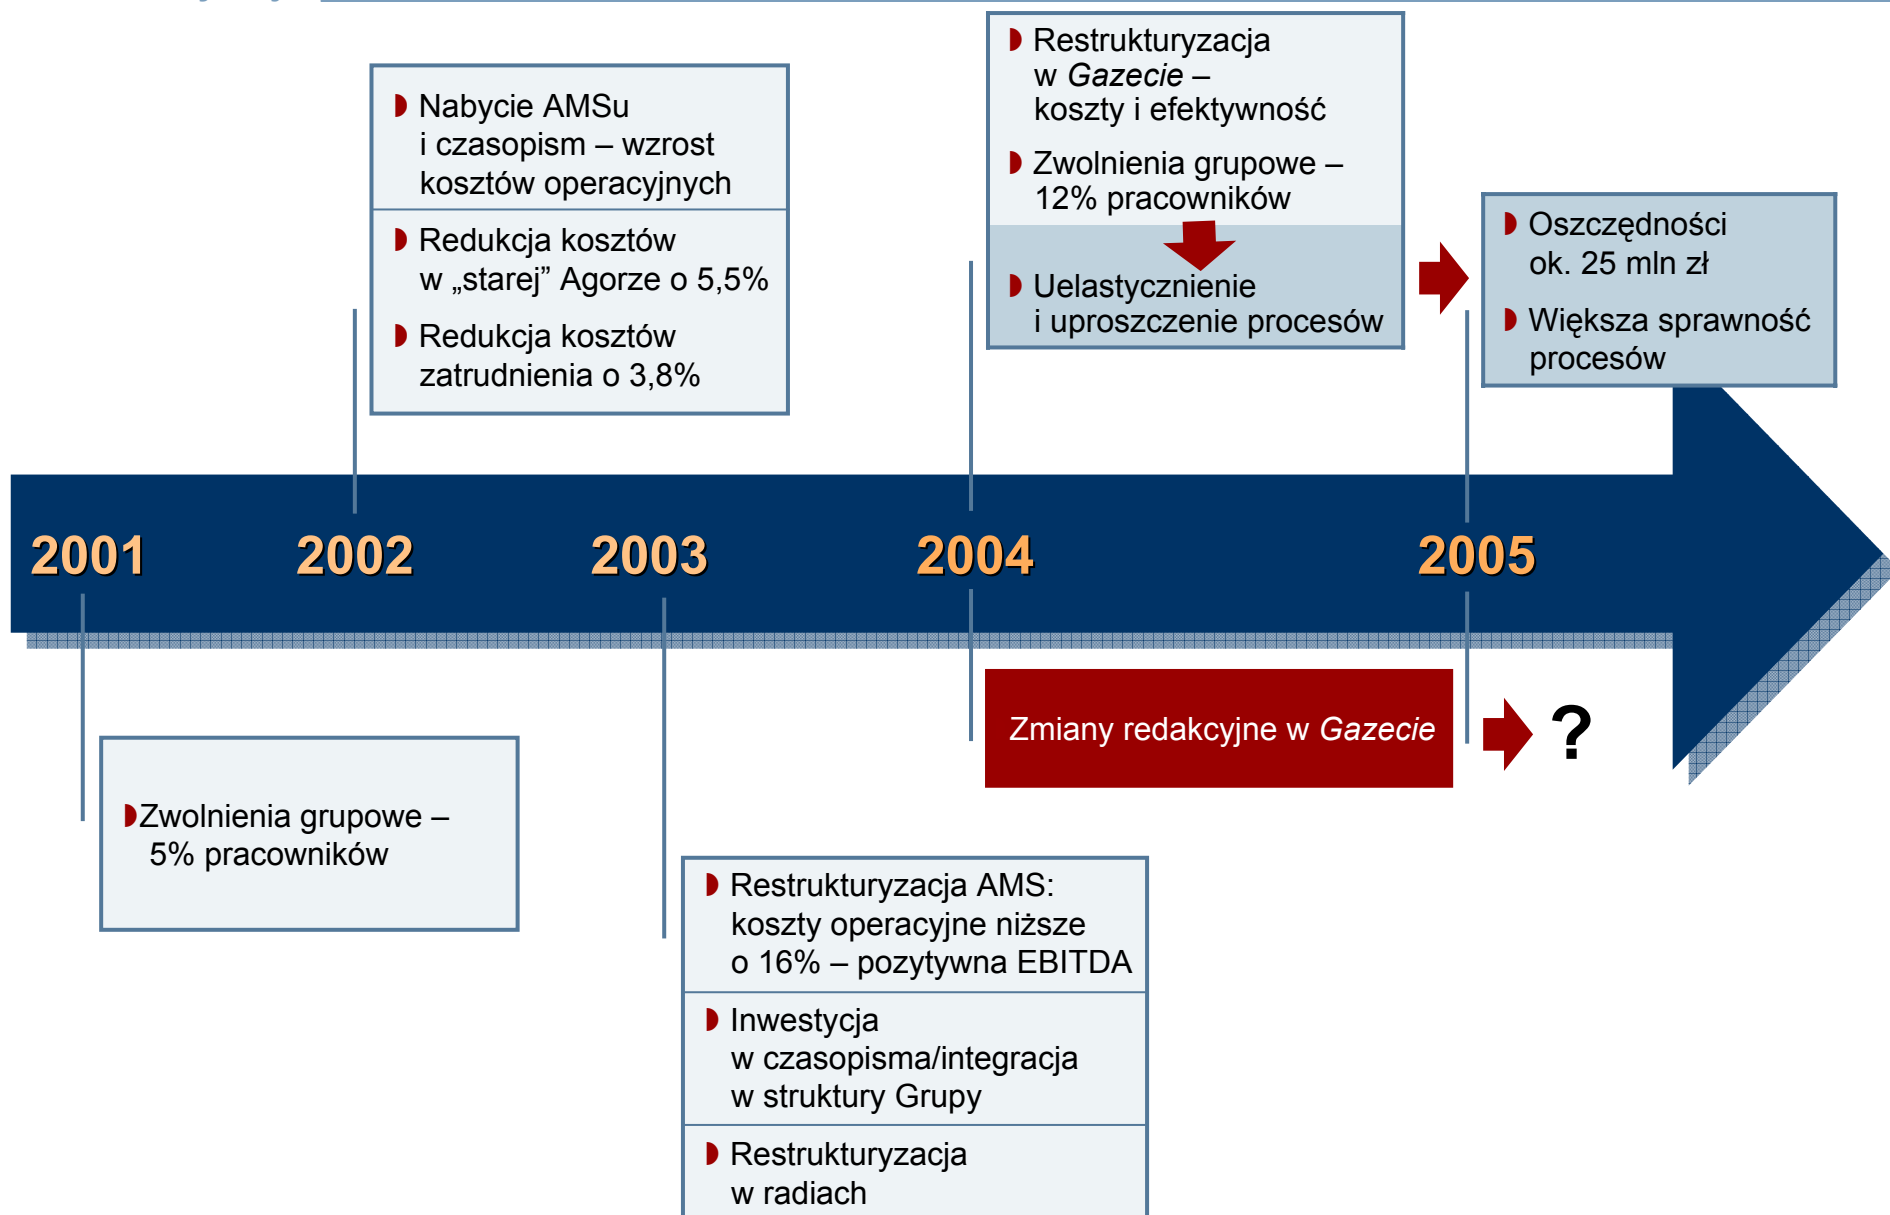 Restrukturyzacja
w Gazecie –
koszty i efektywność
Zwolnienia grupowe –
12% pracowników
Uelastycznienie
i uproszczenie procesów
Nabycie AMSu
i czasopism – wzrost
kosztów operacyjnych
Redukcja kosztów
w „starej” Agorze o 5,5%
Redukcja kosztów
zatrudnienia o 3,8%
Oszczędności
ok. 25 mln zł
Większa sprawność
procesów
2001 2002 2003 2004 2005
Zmiany redakcyjne w Gazecie
?
Zwolnienia grupowe –
5% pracowników
Restrukturyzacja AMS:
koszty operacyjne niższe
o 16% – pozytywna EBITDA
Inwestycja
w czasopisma/integracja
w struktury Grupy
Restrukturyzacja
w radiach